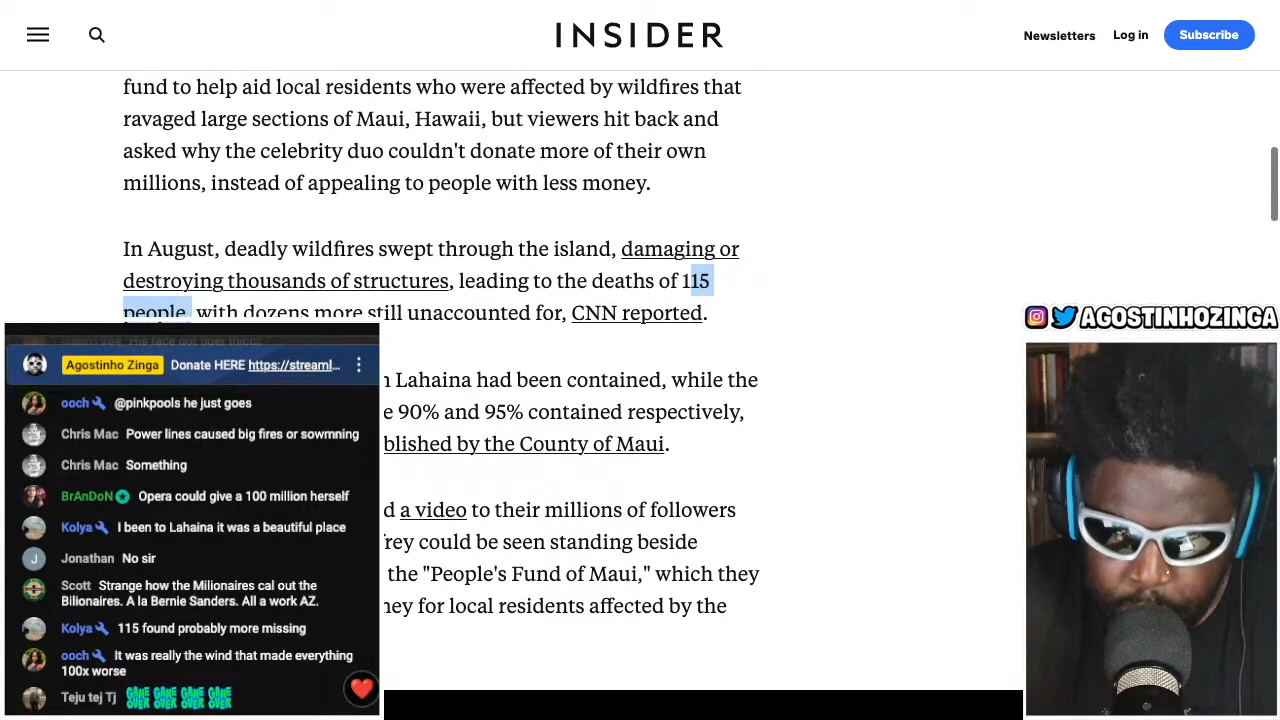 INSIDER
Newsletters
Log in
Subscribe
fund to help aid local residents who were affected by wildfires that
ravaged large sections of Maui, Hawaii, but viewers hit back and
asked why the celebrity duo couldn't donate more of their own
millions, instead of appealing to people with less money.
In August, deadly wildfires swept through the island, damaging or
destroying thousands of structures, leading to the deaths of 115
people, with dozens more still unaccounted for, CNN reported.
Lahaina had been contained, while the
90% and 95% contained respectively,
blished by the County of Maui.
a video to their millions of followers
frey could be seen standing beside
the "People's Fund of Maui," which they
ney for local residents affected by the
Agostinho Zinga Donate HERE https://streaml...
ooch @pinkpools he just goes
Chris Mac Power lines caused big fires or sowmning
Chris Mac Something
BrAnDoN Opera could give a 100 million herself
Kolya I been to Lahaina it was a beautiful place
Jonathan No sir
Scott Strange how the Milionaires cal out the
Bilionaires. A la Bernie Sanders. All a work AZ.
Kolya 115 found probably more missing
ooch It was really the wind that made everything
100x worse
Teju tej Tj GAME OVER GAME OVER GAME OVER GAME OVER
AGOSTINHOZINGA